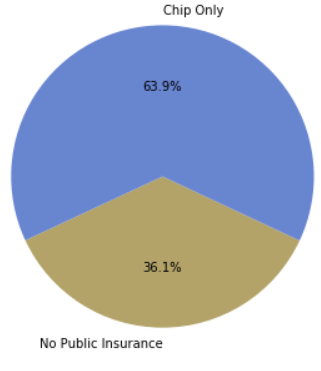 Chip Only
63.9%
36.1%
No Public Insurance